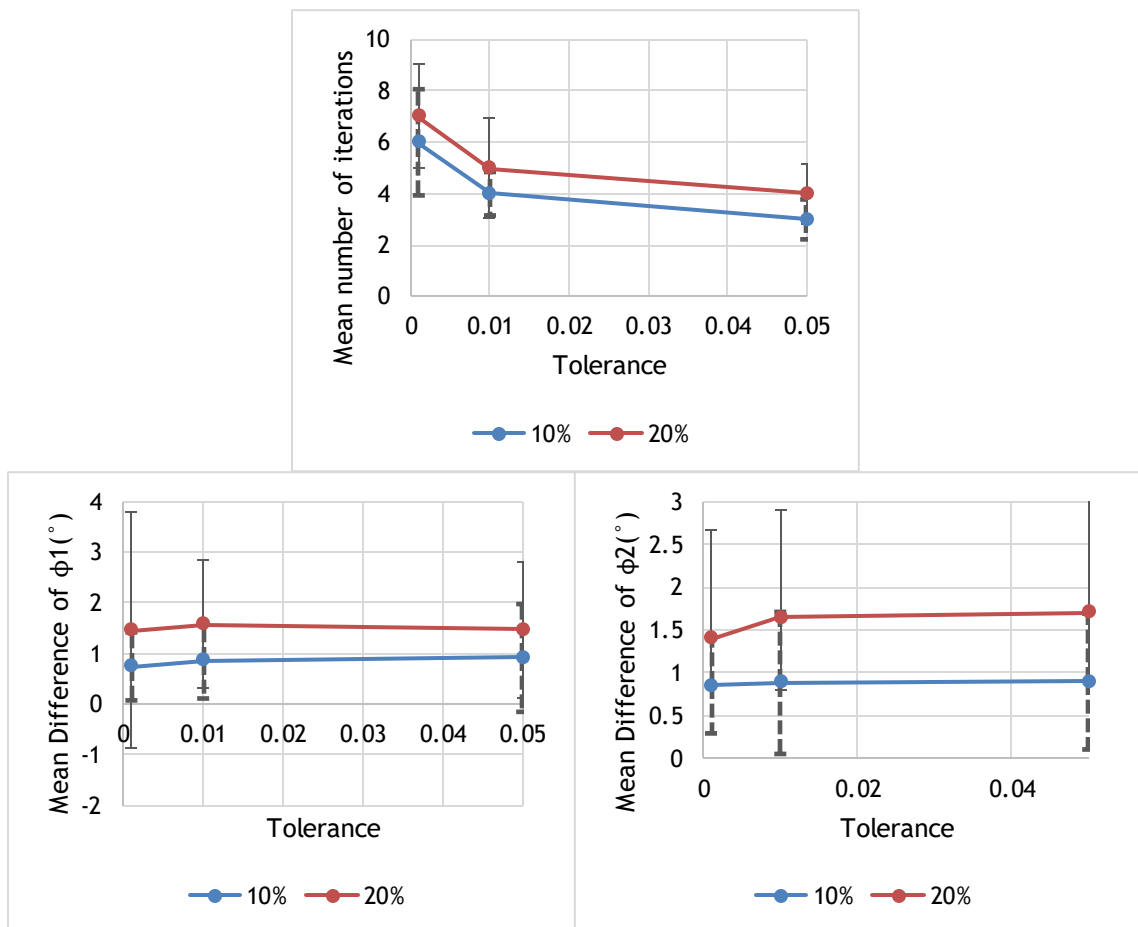 Mean number of iterations
10
8
6
4
2
0
0 0.01 0.02 0.03 0.04 0.05
Tolerance
10% 20%
Mean Difference of ϕ1(°)
4
3
2
1
0
-1
-2
0 0.01 0.02 0.03 0.04 0.05
Tolerance
10% 20%
Mean Difference of ϕ2(°)
3
2.5
2
1.5
1
0.5
0
0 0.02 0.04
Tolerance
10% 20%